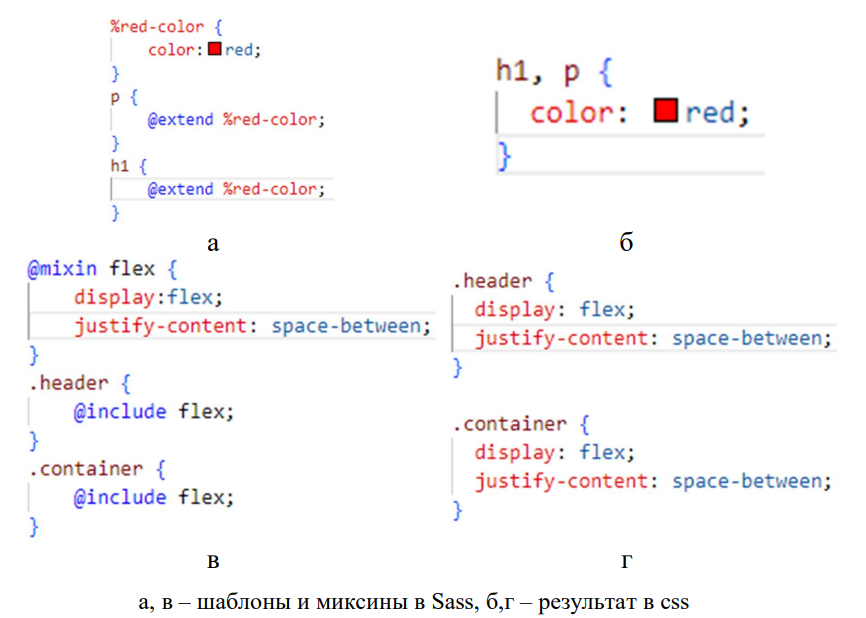 %red-color {
color: red;
}
p {
@extend %red-color;
}
h1 {
@extend %red-color;
}
а
h1, p {
color: red;
}
б
@mixin flex {
display:flex;
justify-content: space-between;
}
.header {
@include flex;
}
.container {
@include flex;
}
в
.header {
display: flex;
justify-content: space-between;
}
.container {
display: flex;
justify-content: space-between;
}
г
а, в – шаблоны и миксины в Sass, б,г – результат в css